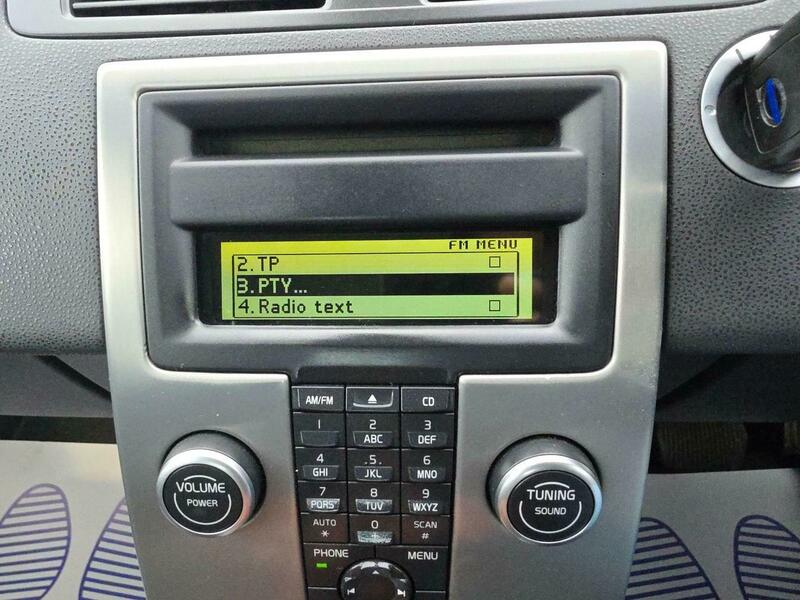 FM MENU
2. TP
3. PTY...
4. Radio text
AM/FM
CD
1
2
ABC
3
DEF
4
GHI
.5.
JKL
6
MNO
7
PQRS
8
TUV
9
WXYZ
AUTO
*
0
+
SCAN
#
PHONE
MENU
VOLUME
POWER
TUNING
SOUND